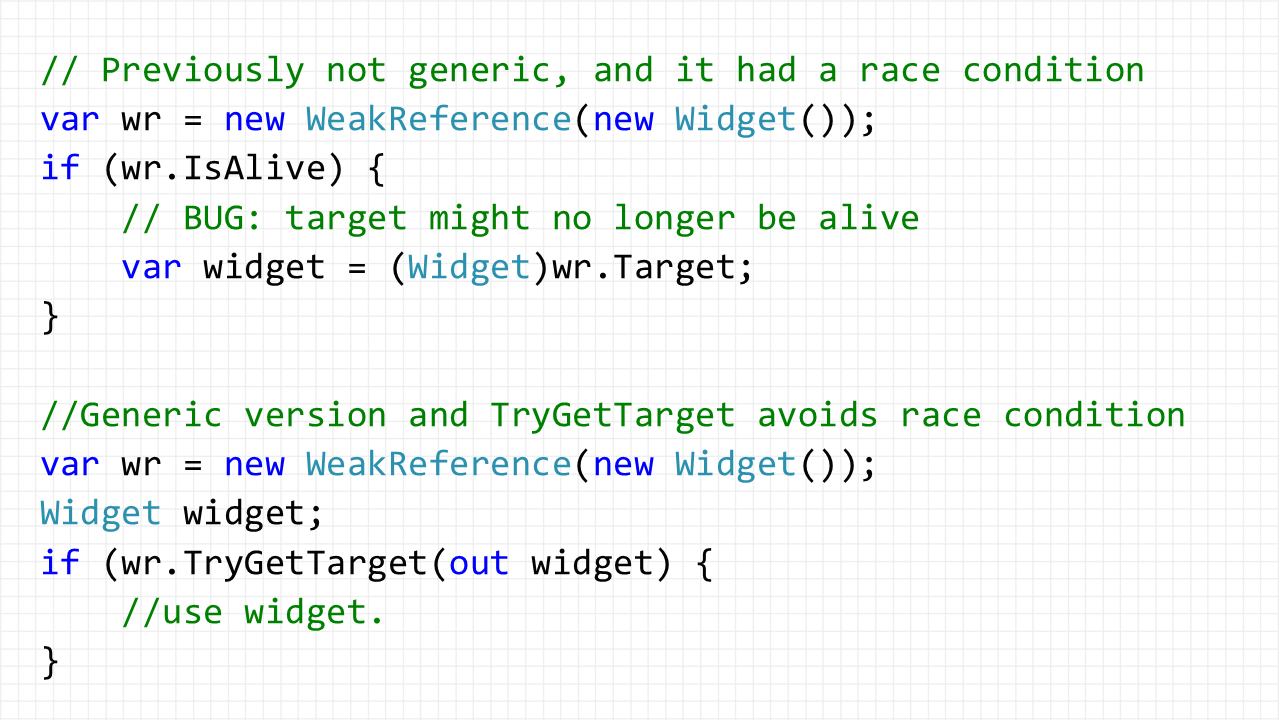 // Previously not generic, and it had a race condition
var wr = new WeakReference(new Widget());
if (wr.IsAlive) {
    // BUG: target might no longer be alive
    var widget = (Widget)wr.Target;
}

//Generic version and TryGetTarget avoids race condition
var wr = new WeakReference(new Widget());
Widget widget;
if (wr.TryGetTarget(out widget) {
    //use widget.
}